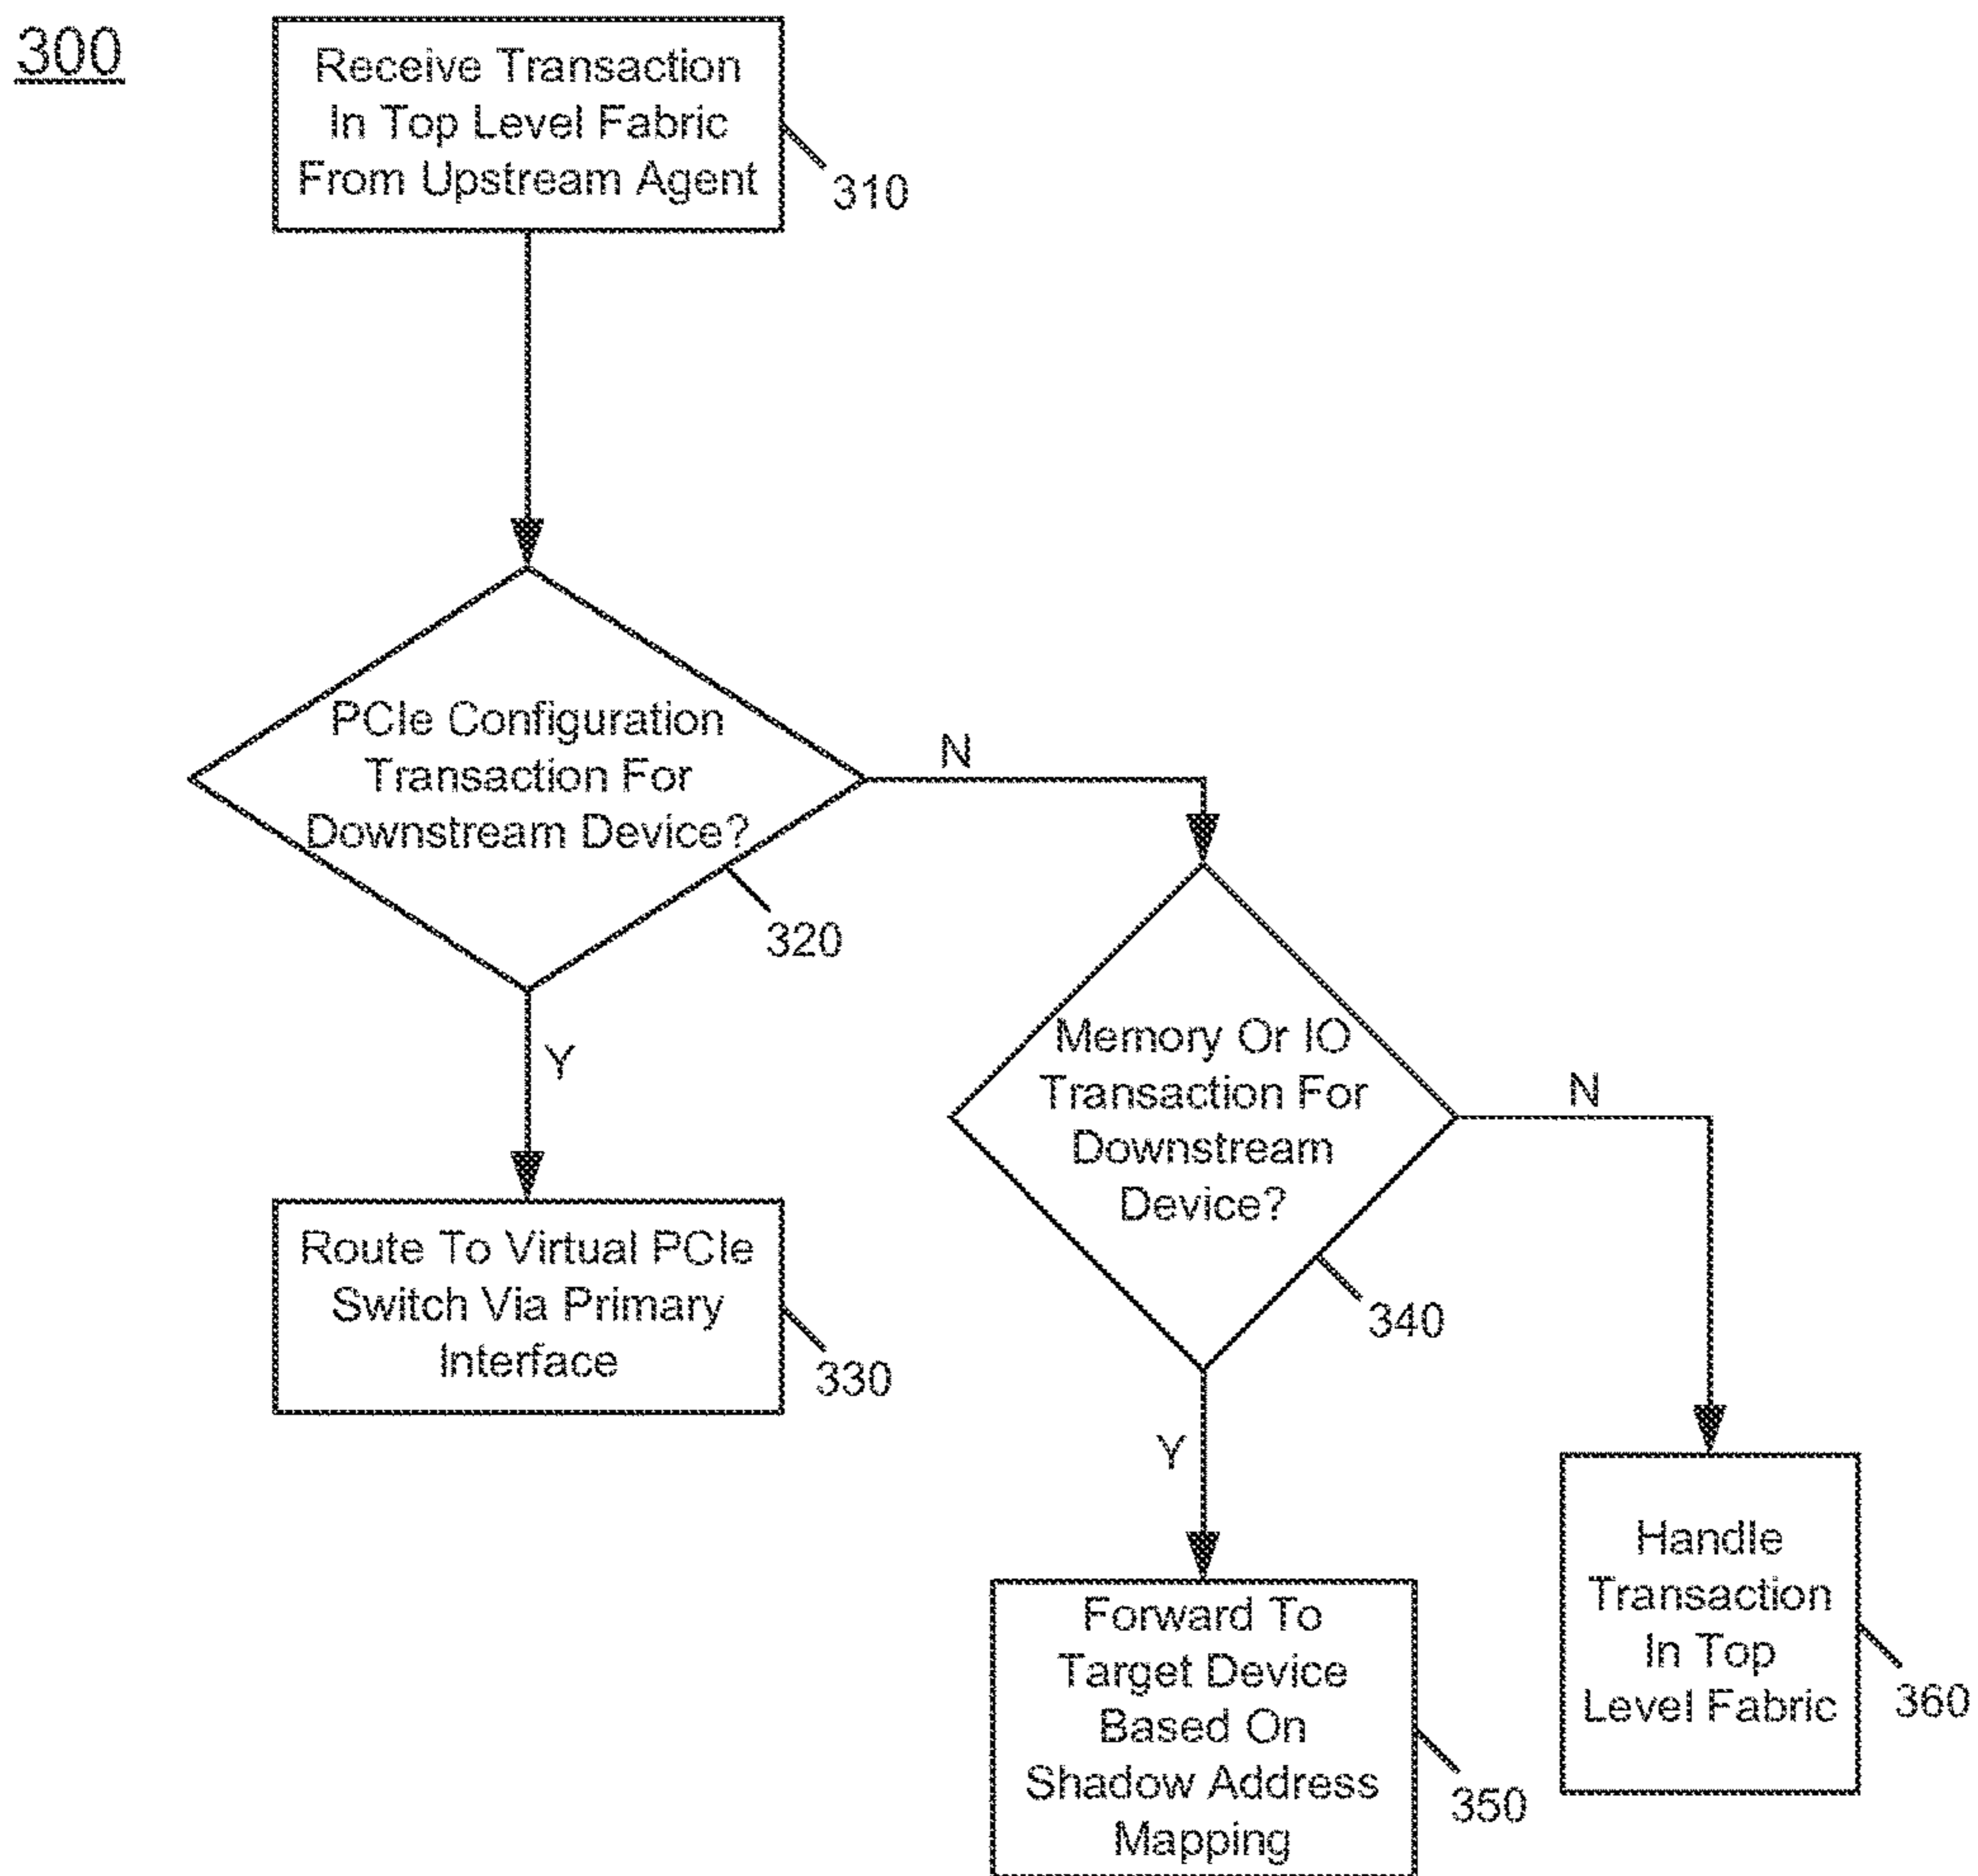 300
Receive Transaction
In Top Level Fabric
From Upstream Agent
310
PCIe Configuration
Transaction For
Downstream Device?
320
N
Y
Route To Virtual PCIe
Switch Via Primary
Interface
330
Memory Or IO
Transaction For
Downstream
Device?
340
N
Y
Forward To
Target Device
Based On
Shadow Address
Mapping
350
Handle
Transaction
In Top
Level Fabric
360